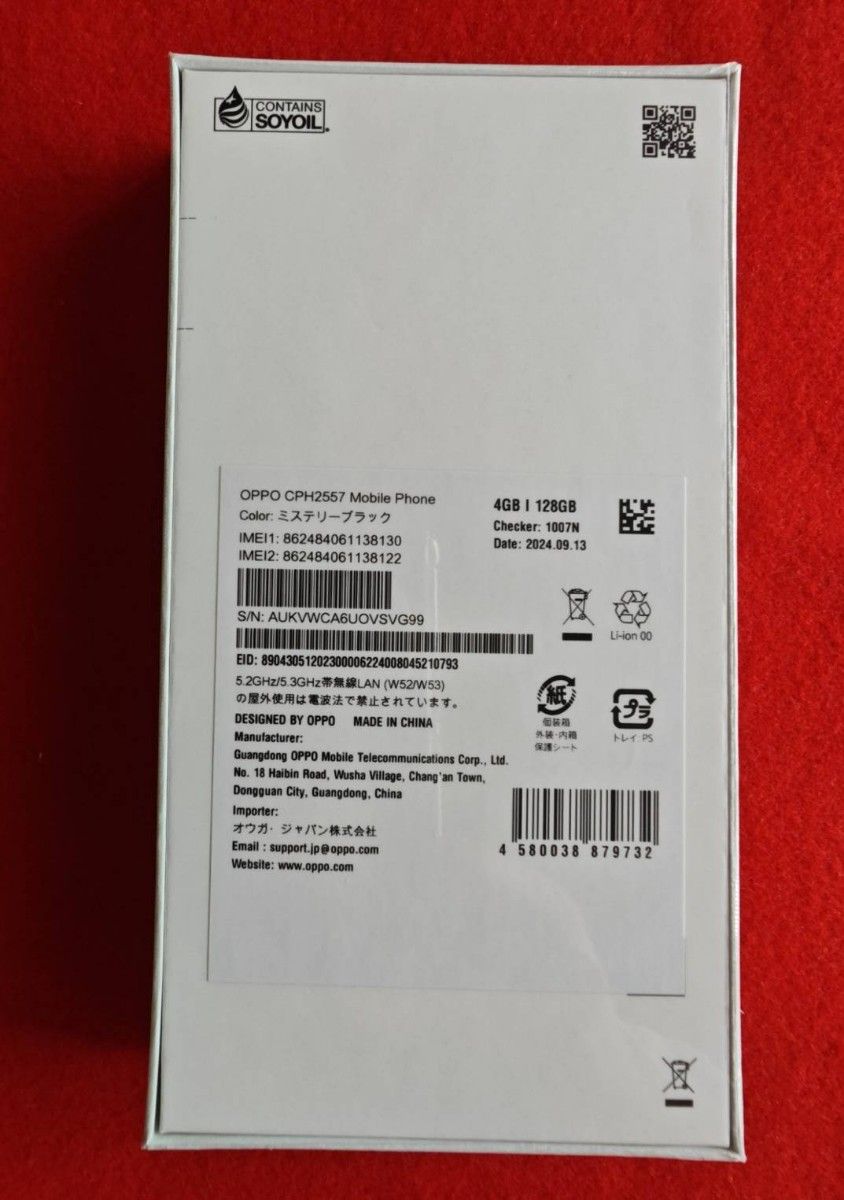 CONTAINS
SOYOIL.
OPPO CPH2557 Mobile Phone
Color: ミステリーブラック
IMEI1: 862484061138130
IMEI2: 862484061138122
4GB | 128GB
Checker: 1007N
Date: 2024.09.13
S/N: AUKVWCA6UOVSVG99
Li-ion 00
EID: 89043051202300006224008045210793
5.2GHz/5.3GHz帯無線LAN (W52/W53)
の屋外使用は電波法で禁止されています。
紙
個装箱
外装・内箱
保護シート
プラ
トレイ: PS
DESIGNED BY OPPO MADE IN CHINA
Manufacturer:
Guangdong OPPO Mobile Telecommunications Corp., Ltd.
No. 18 Haibin Road, Wusha Village, Chang'an Town,
Dongguan City, Guangdong, China
Importer:
オウガ・ジャパン株式会社
Email : support.jp@oppo.com
Website: www.oppo.com
4 580038 879732